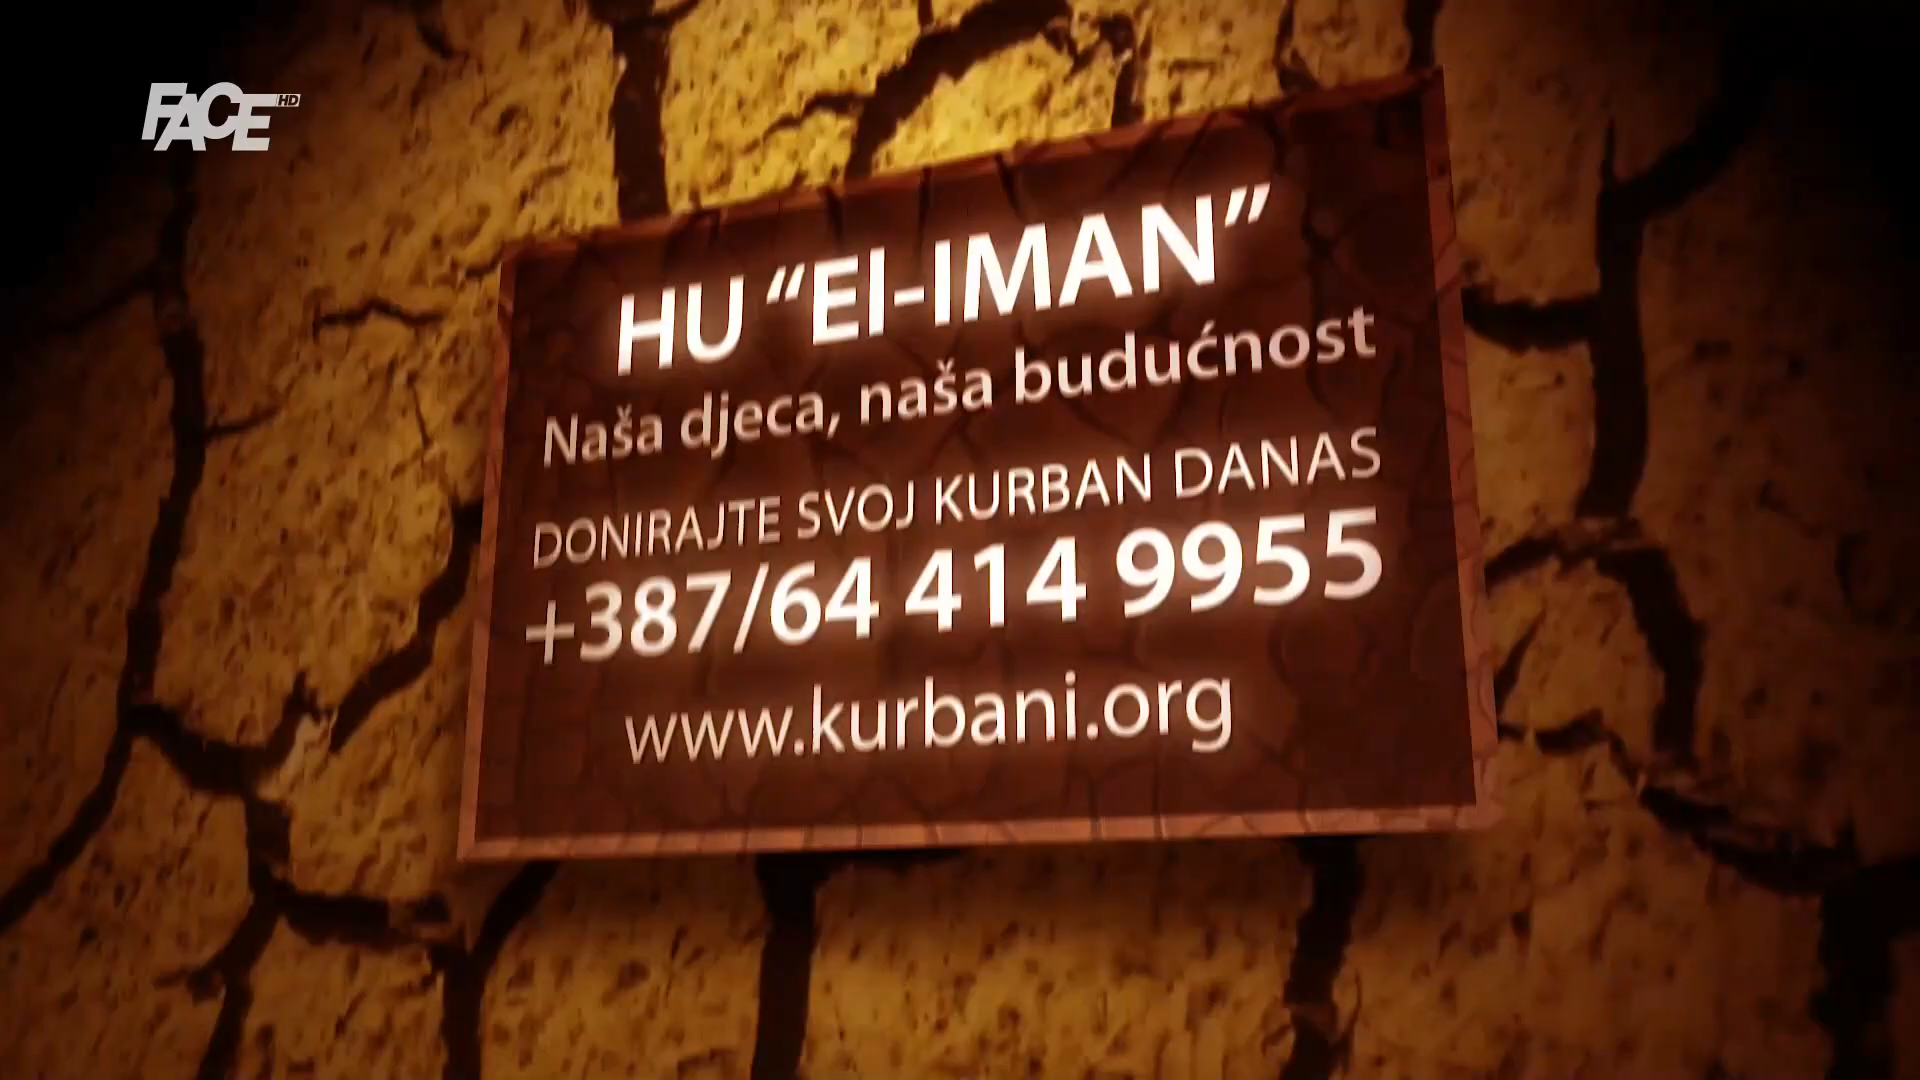 FACE HD
HU “El-IMAN”
Naša djeca, naša budućnost
DONIRAJTE SVOJ KURBAN DANAS
+387/64 414 9955
www.kurbani.org